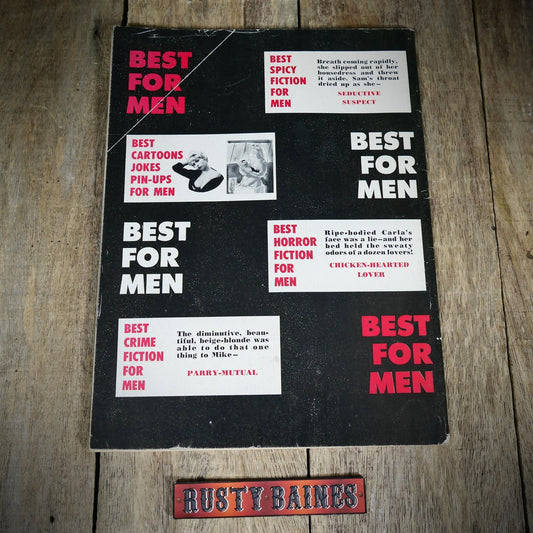 BEST
FOR
MEN
BEST
SPICY
FICTION
FOR
MEN
Breath coming rapidly,
she slipped out of her
housedress and threw
it aside. Sam's throat
dried up as she—
SEDUCTIVE
SUSPECT
BEST
CARTOONS
JOKES
PIN-UPS
FOR MEN
BEST
FOR
MEN
BEST
FOR
MEN
BEST
HORROR
FICTION
FOR
MEN
Ripe-bodied Carla's
face was a lie—and her
bed held the sweaty
odors of a dozen lovers!
CHICKEN-HEARTED
LOVER
BEST
CRIME
FICTION
FOR
MEN
The diminutive, beau-
tiful, beige-blonde was
able to do that one
thing to Mike—
PARRY-MUTUAL
BEST
FOR
MEN
RUSTY BAINES